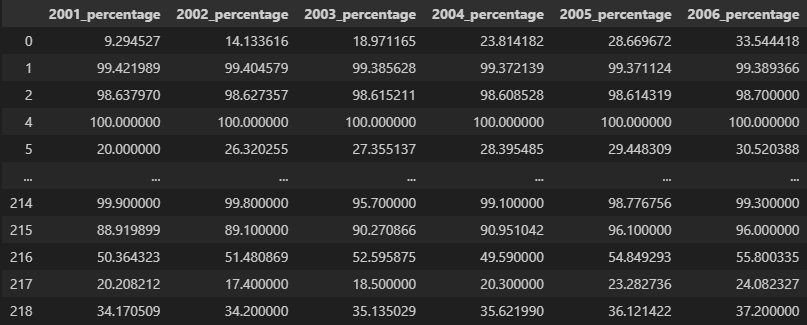 2001_percentage 2002_percentage 2003_percentage 2004_percentage 2005_percentage 2006_percentage
0 9.294527 14.133616 18.971165 23.814182 28.669672 33.544418
1 99.421989 99.404579 99.385628 99.372139 99.371124 99.389366
2 98.637970 98.627357 98.615211 98.608528 98.614319 98.700000
4 100.000000 100.000000 100.000000 100.000000 100.000000 100.000000
5 20.000000 26.320255 27.355137 28.395485 29.448309 30.520388
... ... ... ... ... ... ...
214 99.900000 99.800000 95.700000 99.100000 98.776756 99.300000
215 88.919899 89.100000 90.270866 90.951042 96.100000 96.000000
216 50.364323 51.480869 52.595875 49.590000 54.849293 55.800335
217 20.208212 17.400000 18.500000 20.300000 23.282736 24.082327
218 34.170509 34.200000 35.135029 35.621990 36.121422 37.200000